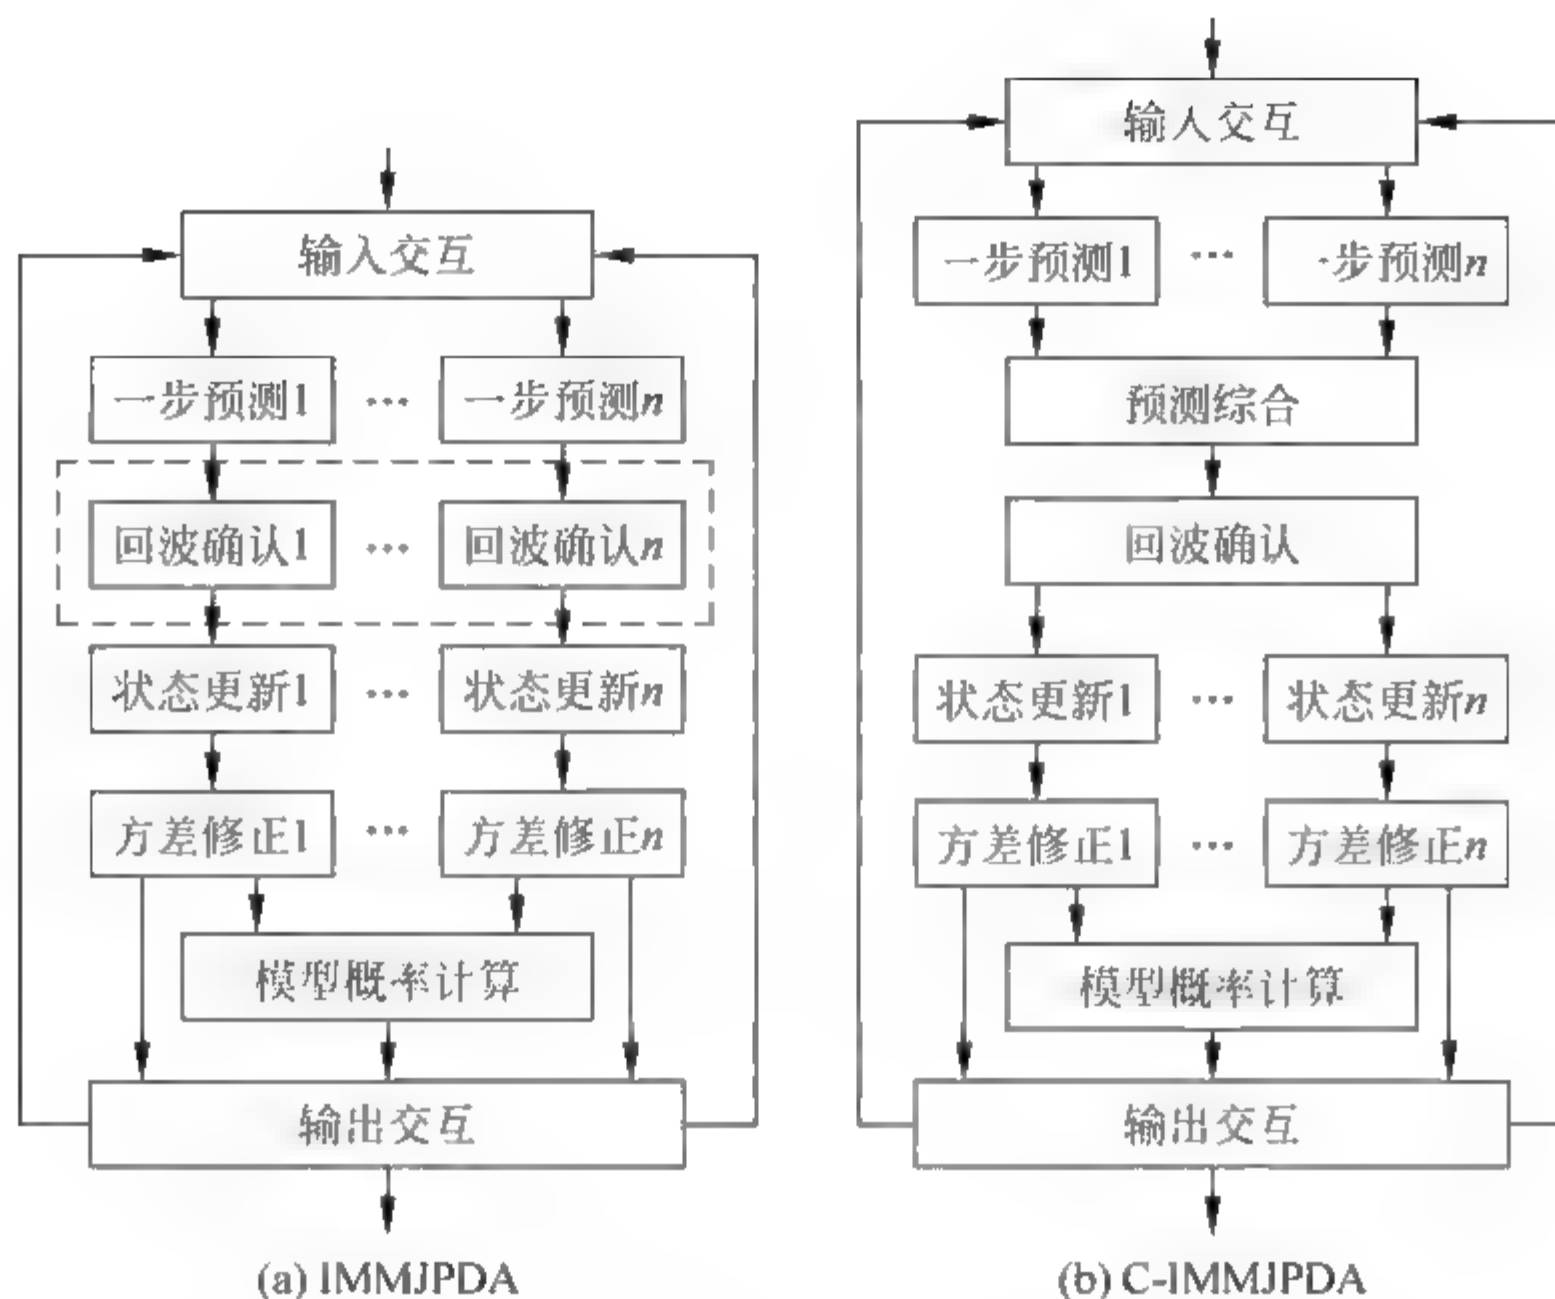 输入交互
一步预测1 … 一步预测n
回波确认1 … 回波确认n
状态更新1 … 状态更新n
方差修正1 … 方差修正n
模型概率计算
输出交互
(a) IMMJPDA
输人交互
一步预测1 … 一步预测n
预测综合
回波确认
状态更新1 … 状态更新n
方差修正1 … 方差修正n
模型概率计算
输出交互
(b) C-IMMJPDA